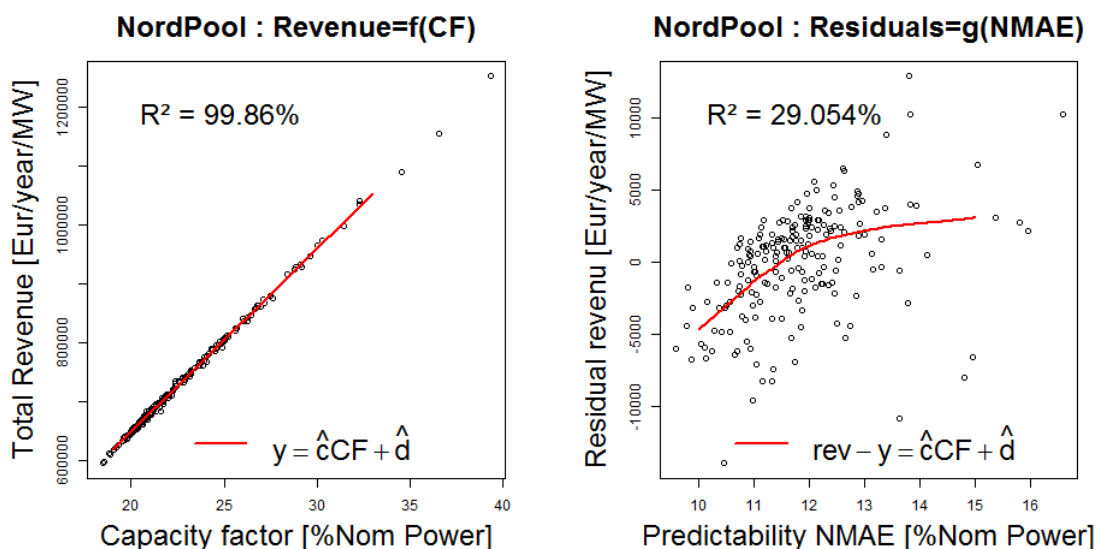 NordPool : Revenue=f(CF)
Total Revenue [Eur/year/MW]
1200000
1000000
800000
600000
R² = 99.86%
y = ĉCF + d̂
20 25 30 35 40
Capacity factor [%Nom Power]
NordPool : Residuals=g(NMAE)
Residual revenu [Eur/year/MW]
10000
5000
0
-5000
-10000
R² = 29.054%
rev − y = ĉCF + d̂
10 11 12 13 14 15 16
Predictability NMAE [%Nom Power]